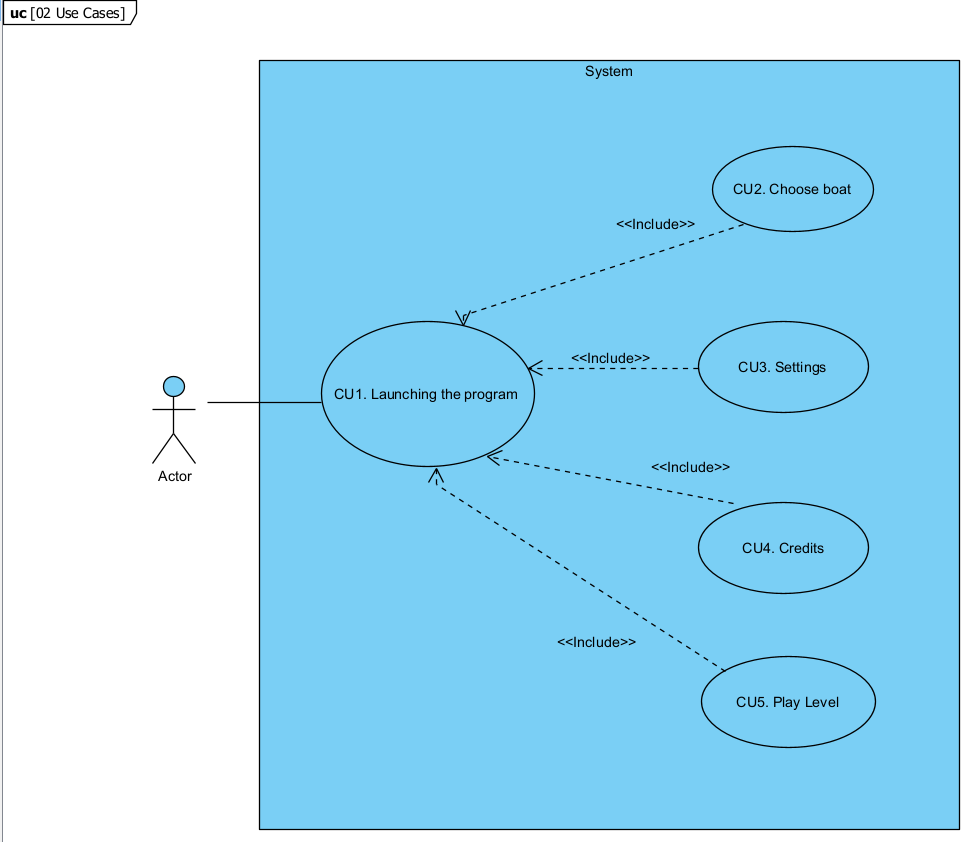 uc [02 Use Cases]
System
CU2. Choose boat
<<Include>>
<<Include>>
CU3. Settings
CU1. Launching the program
Actor
<<Include>>
CU4. Credits
<<Include>>
CU5. Play Level